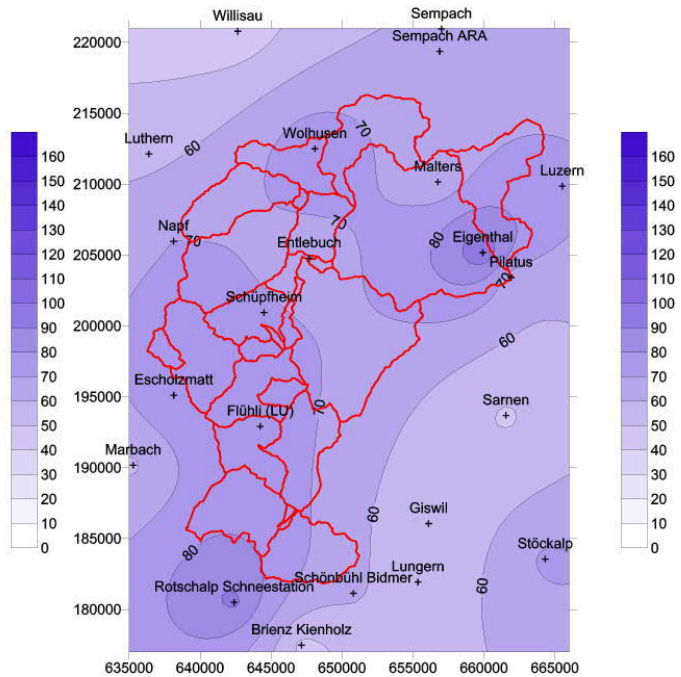 Willisau
Sempach
220000
Sempach ARA
215000
70
Wolhusen
Luthern
60
160
160
150
150
Malters
Luzern
140
140
210000
130
130
70
120
120
Napf
80
Eigenthal
70
110
110
205000
Entlebuch
Pilatus
100
100
70
90
90
Schüpfheim
80
80
200000
60
70
70
60
60
Escholzmatt
195000
Sarnen
50
50
70
Flühli (LU)
40
40
30
30
Marbach
190000
20
20
Giswil
10
10
60
0
0
185000
80
Stöckalp
Rotschalp Schneestation
Schönbühl Bidmer
Lungern
60
180000
Brienz Kienholz
635000 640000 645000 650000 655000 660000 665000